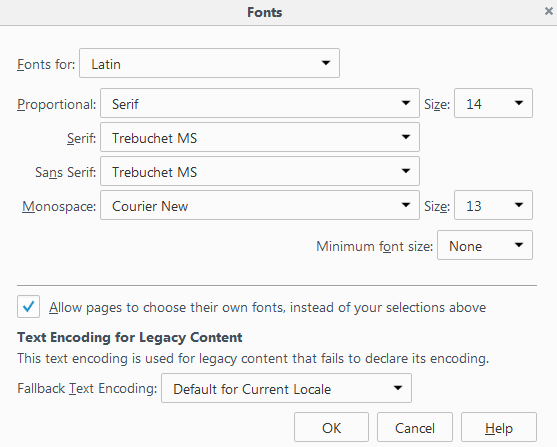 Fonts
Fonts for: Latin
Proportional: Serif Size: 14
Serif: Trebuchet MS
Sans Serif: Trebuchet MS
Monospace: Courier New Size: 13
Minimum font size: None
Allow pages to choose their own fonts, instead of your selections above
Text Encoding for Legacy Content
This text encoding is used for legacy content that fails to declare its encoding.
Fallback Text Encoding: Default for Current Locale
OK Cancel Help